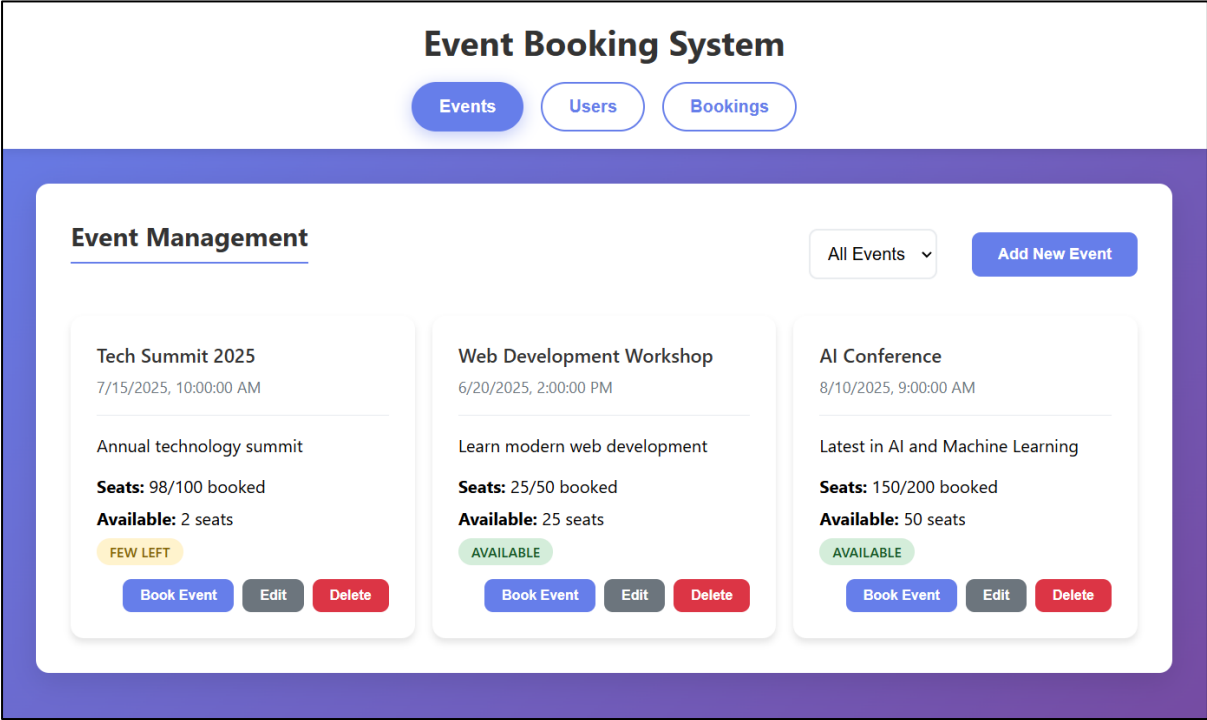 Event Booking System
Events Users Bookings
Event Management
All Events
Add New Event
Tech Summit 2025
7/15/2025, 10:00:00 AM
Annual technology summit
Seats: 98/100 booked
Available: 2 seats
FEW LEFT
Book Event Edit Delete
Web Development Workshop
6/20/2025, 2:00:00 PM
Learn modern web development
Seats: 25/50 booked
Available: 25 seats
AVAILABLE
Book Event Edit Delete
AI Conference
8/10/2025, 9:00:00 AM
Latest in AI and Machine Learning
Seats: 150/200 booked
Available: 50 seats
AVAILABLE
Book Event Edit Delete